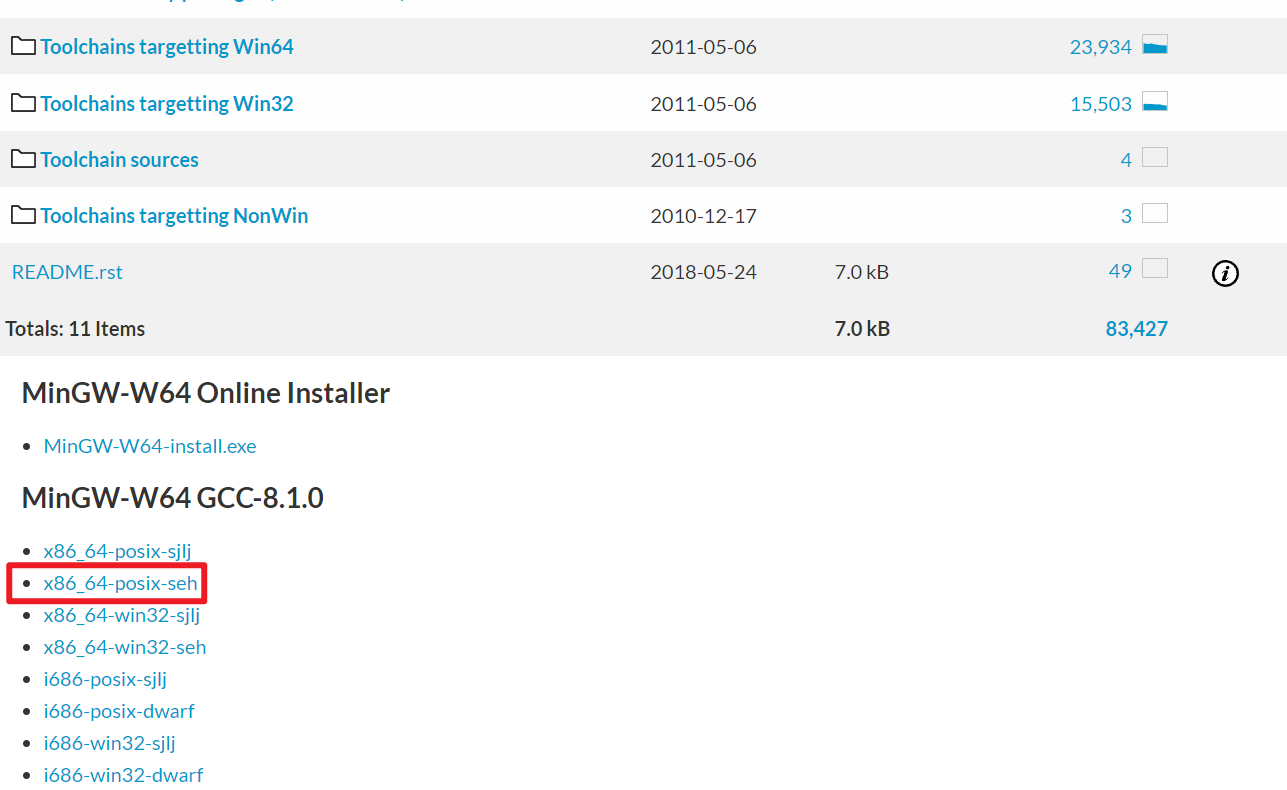 Toolchains targetting Win64 2011-05-06 23,934
Toolchains targetting Win32 2011-05-06 15,503
Toolchain sources 2011-05-06 4
Toolchains targetting NonWin 2010-12-17 3
README.rst 2018-05-24 7.0 kB 49 i
Totals: 11 Items 7.0 kB 83,427
MinGW-W64 Online Installer
• MinGW-W64-install.exe
MinGW-W64 GCC-8.1.0
• x86_64-posix-sjlj
• x86_64-posix-seh
• x86_64-win32-sjlj
• x86_64-win32-seh
• i686-posix-sjlj
• i686-posix-dwarf
• i686-win32-sjlj
• i686-win32-dwarf